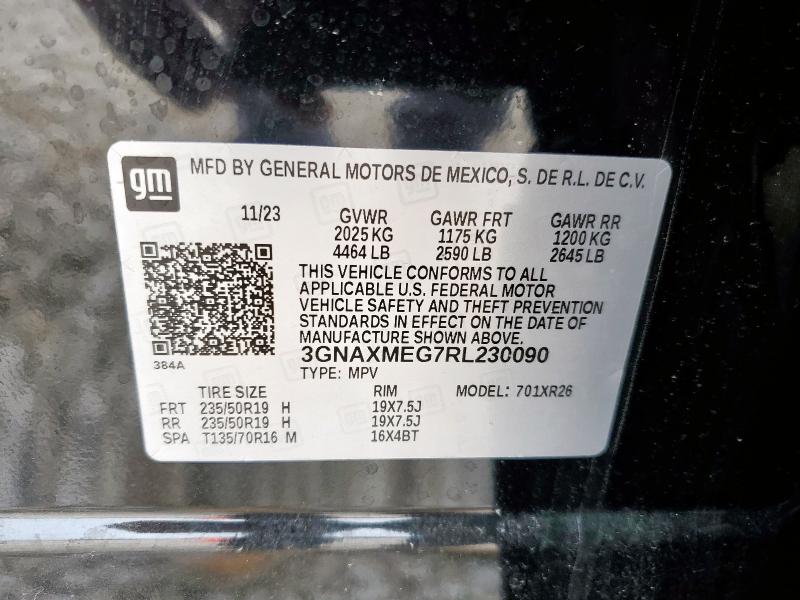 gm
MFD BY GENERAL MOTORS DE MEXICO, S. DE R.L. DE C.V.
11/23 GVWR GAWR FRT GAWR RR
2025 KG 1175 KG 1200 KG
4464 LB 2590 LB 2645 LB
THIS VEHICLE CONFORMS TO ALL
APPLICABLE U.S. FEDERAL MOTOR
VEHICLE SAFETY AND THEFT PREVENTION
STANDARDS IN EFFECT ON THE DATE OF
MANUFACTURE SHOWN ABOVE.
3GNAXMEG7RL230090
384A
TYPE: MPV
TIRE SIZE RIM MODEL: 701XR26
FRT 235/50R19 H 19X7.5J
RR 235/50R19 H 19X7.5J
SPA T135/70R16 M 16X4BT